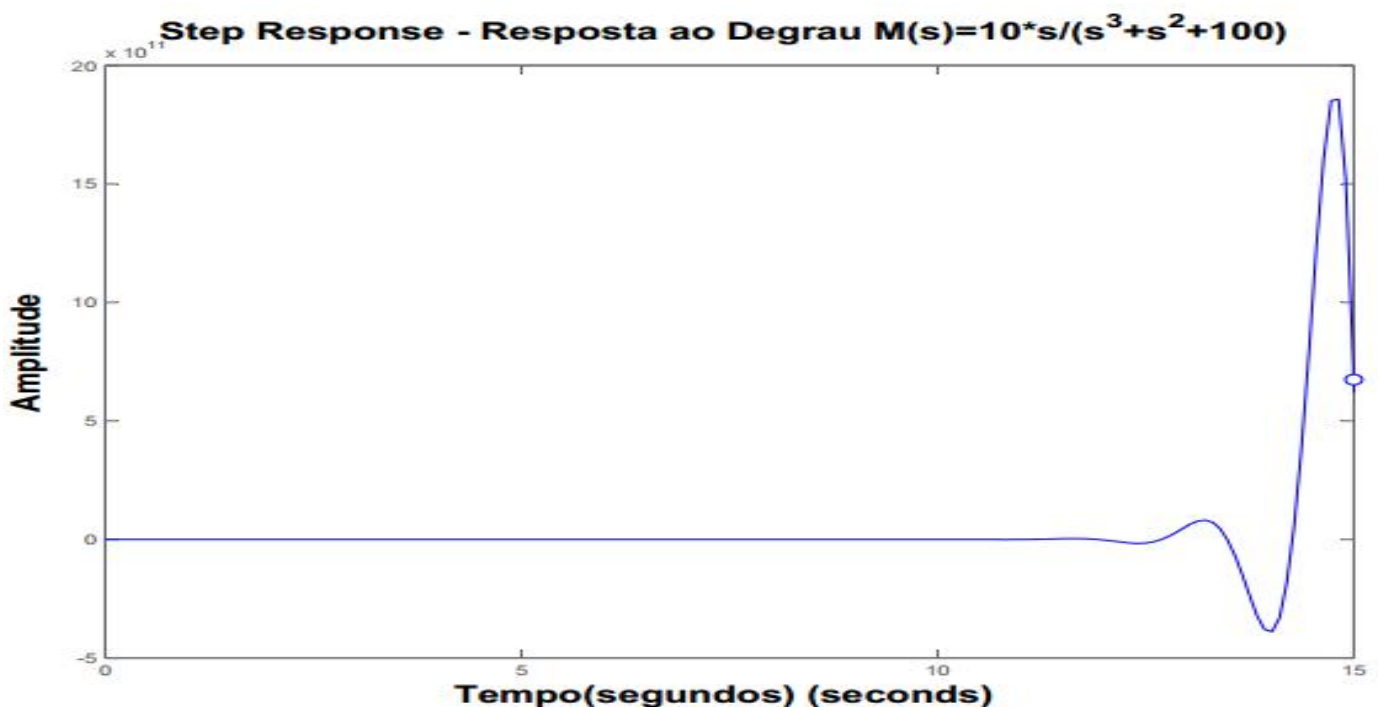 Step Response - Resposta ao Degrau M(s)=10*s/(s³+s²+100)
x 10¹¹
20
15
10
5
0
-5
Amplitude
0 5 10 15
Tempo(segundos) (seconds)